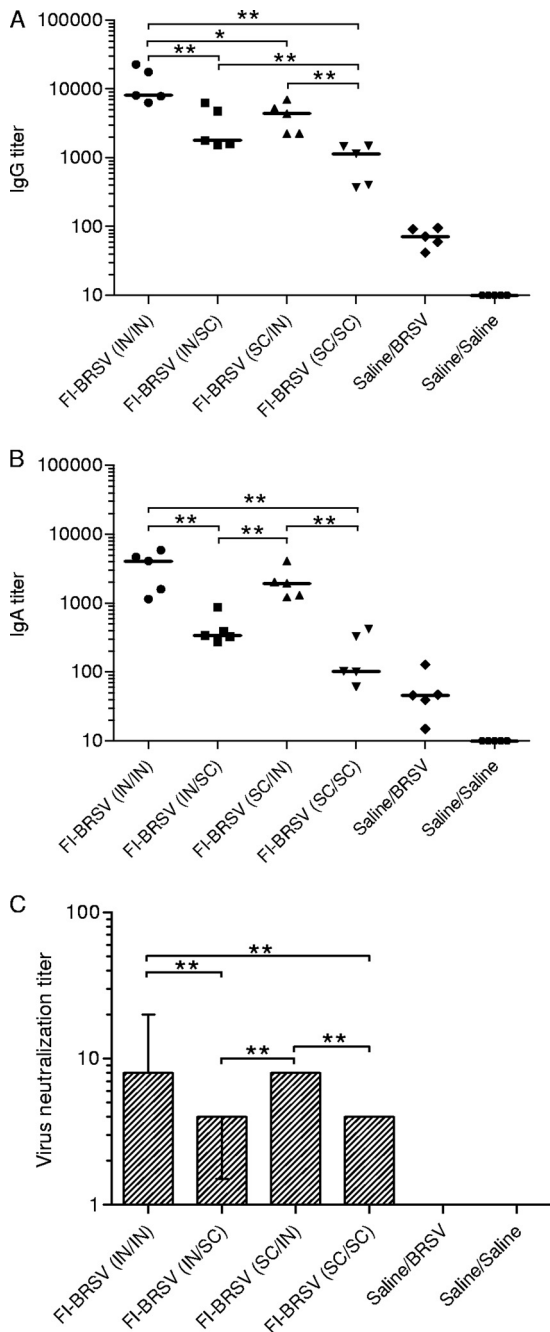 A
IgG titer
100000
10000
1000
100
10
**
*
**
**
**
FI-BRSV (IN/IN)
FI-BRSV (IN/SC)
FI-BRSV (SC/IN)
FI-BRSV (SC/SC)
Saline/BRSV
Saline/Saline
B
IgA titer
100000
10000
1000
100
10
**
**
**
**
FI-BRSV (IN/IN)
FI-BRSV (IN/SC)
FI-BRSV (SC/IN)
FI-BRSV (SC/SC)
Saline/BRSV
Saline/Saline
C
Virus neutralization titer
100
10
1
**
**
**
**
FI-BRSV (IN/IN)
FI-BRSV (IN/SC)
FI-BRSV (SC/IN)
FI-BRSV (SC/SC)
Saline/BRSV
Saline/Saline